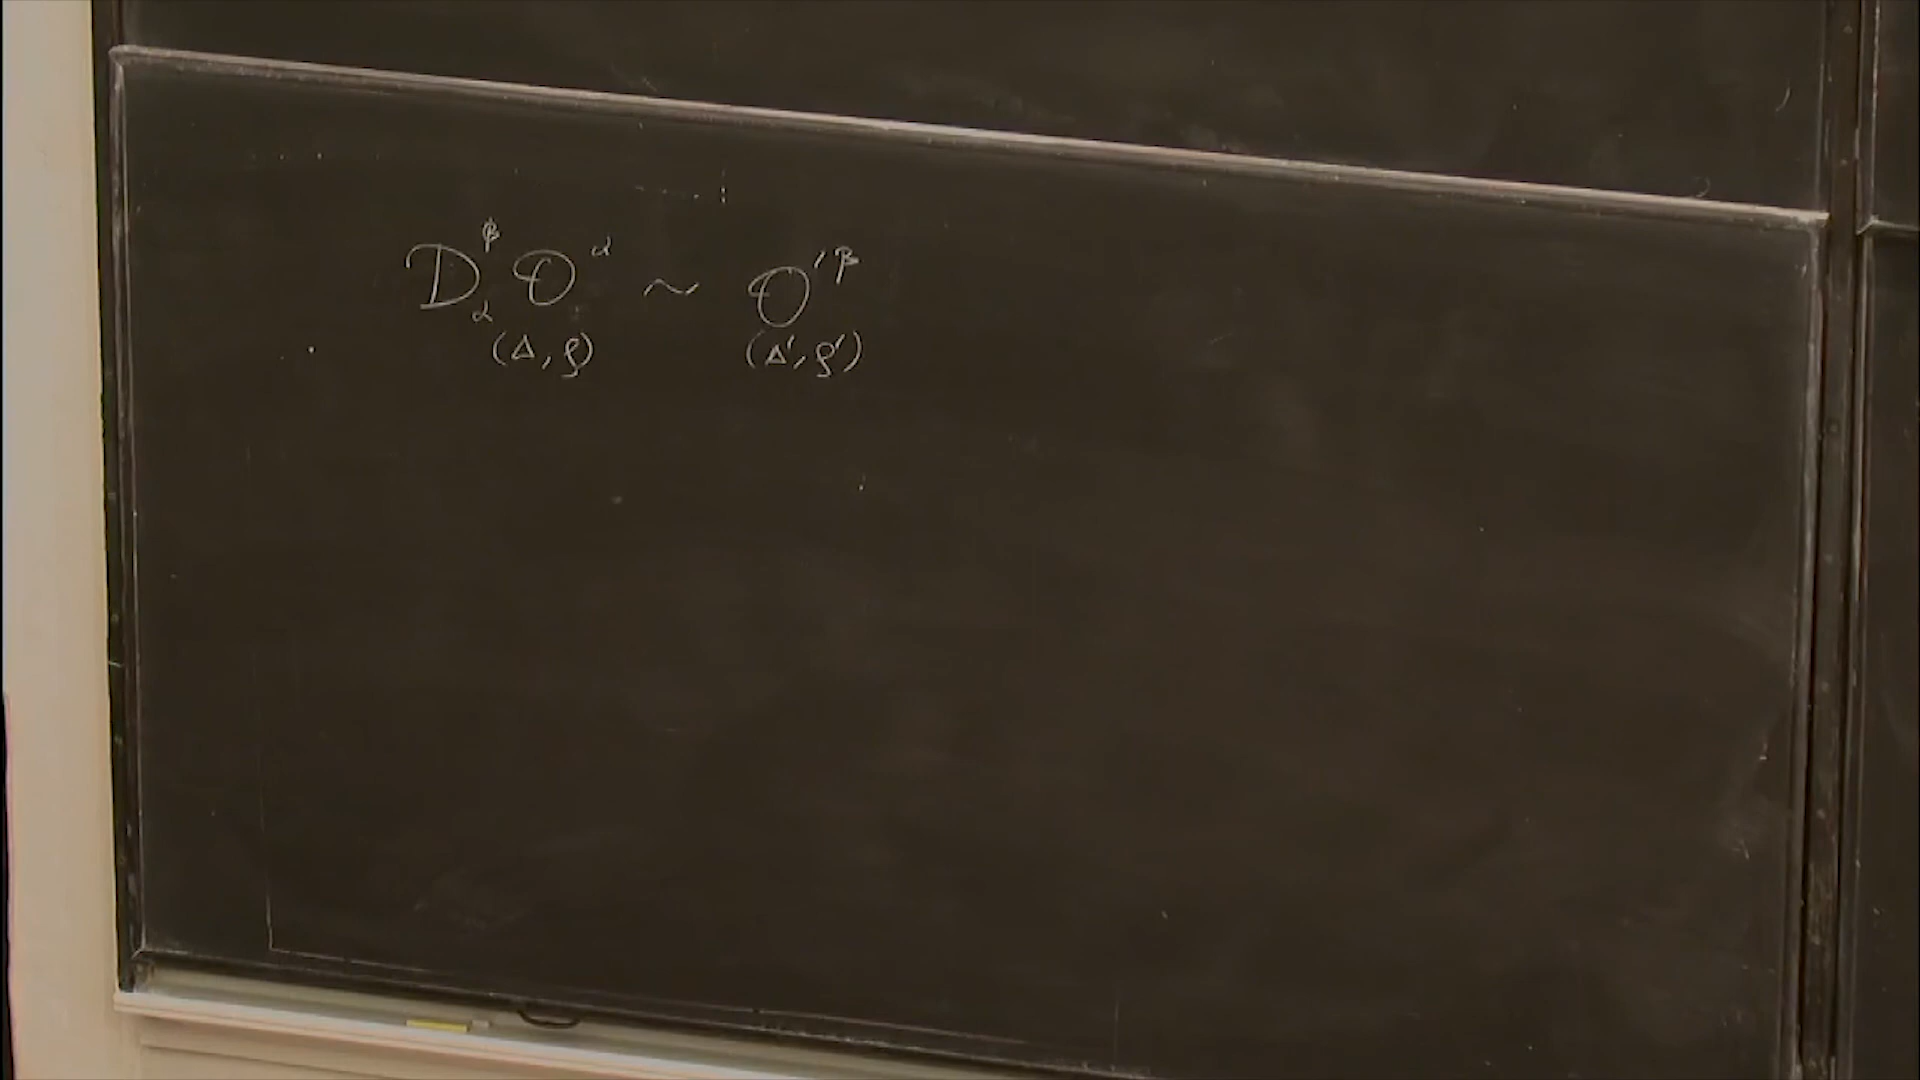 D_α^β O^α ~ O'^β
(Δ, ρ) (Δ', ρ')